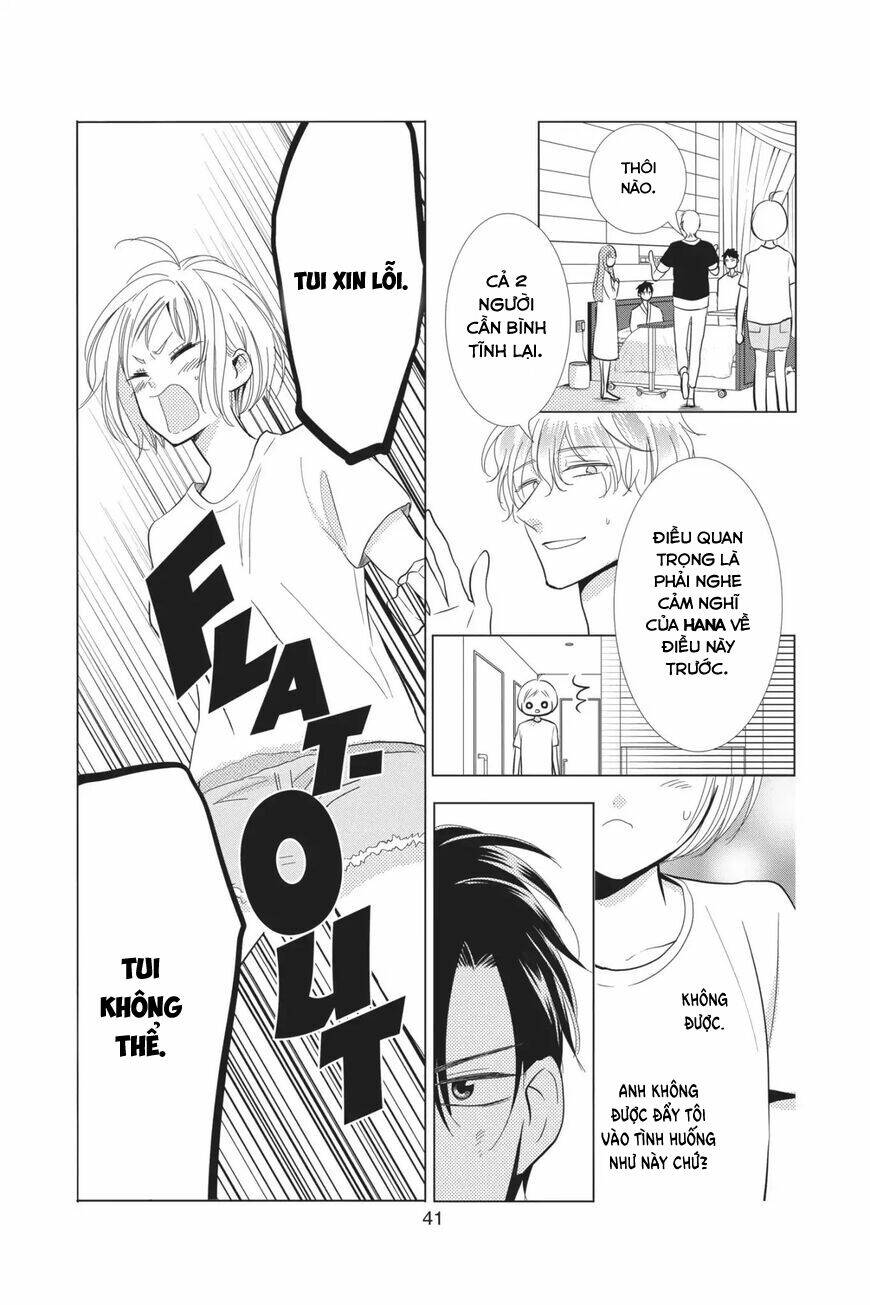 THÔI
NÀO.
CẢ 2
NGƯỜI
CẦN BÌNH
TĨNH LẠI.
ĐIỀU QUAN
TRỌNG LÀ
PHẢI NGHE
CẢM NGHĨ
CỦA HANA VỀ
ĐIỀU NÀY
TRƯỚC.
KHÔNG
ĐƯỢC.
ANH KHÔNG
ĐƯỢC ĐẨY TÔI
VÀO TÌNH HUỐNG
NHƯ NÀY CHỨ?
TUI XIN LỖI.
FLAT-OUT
TUI
KHÔNG
THỂ.
41